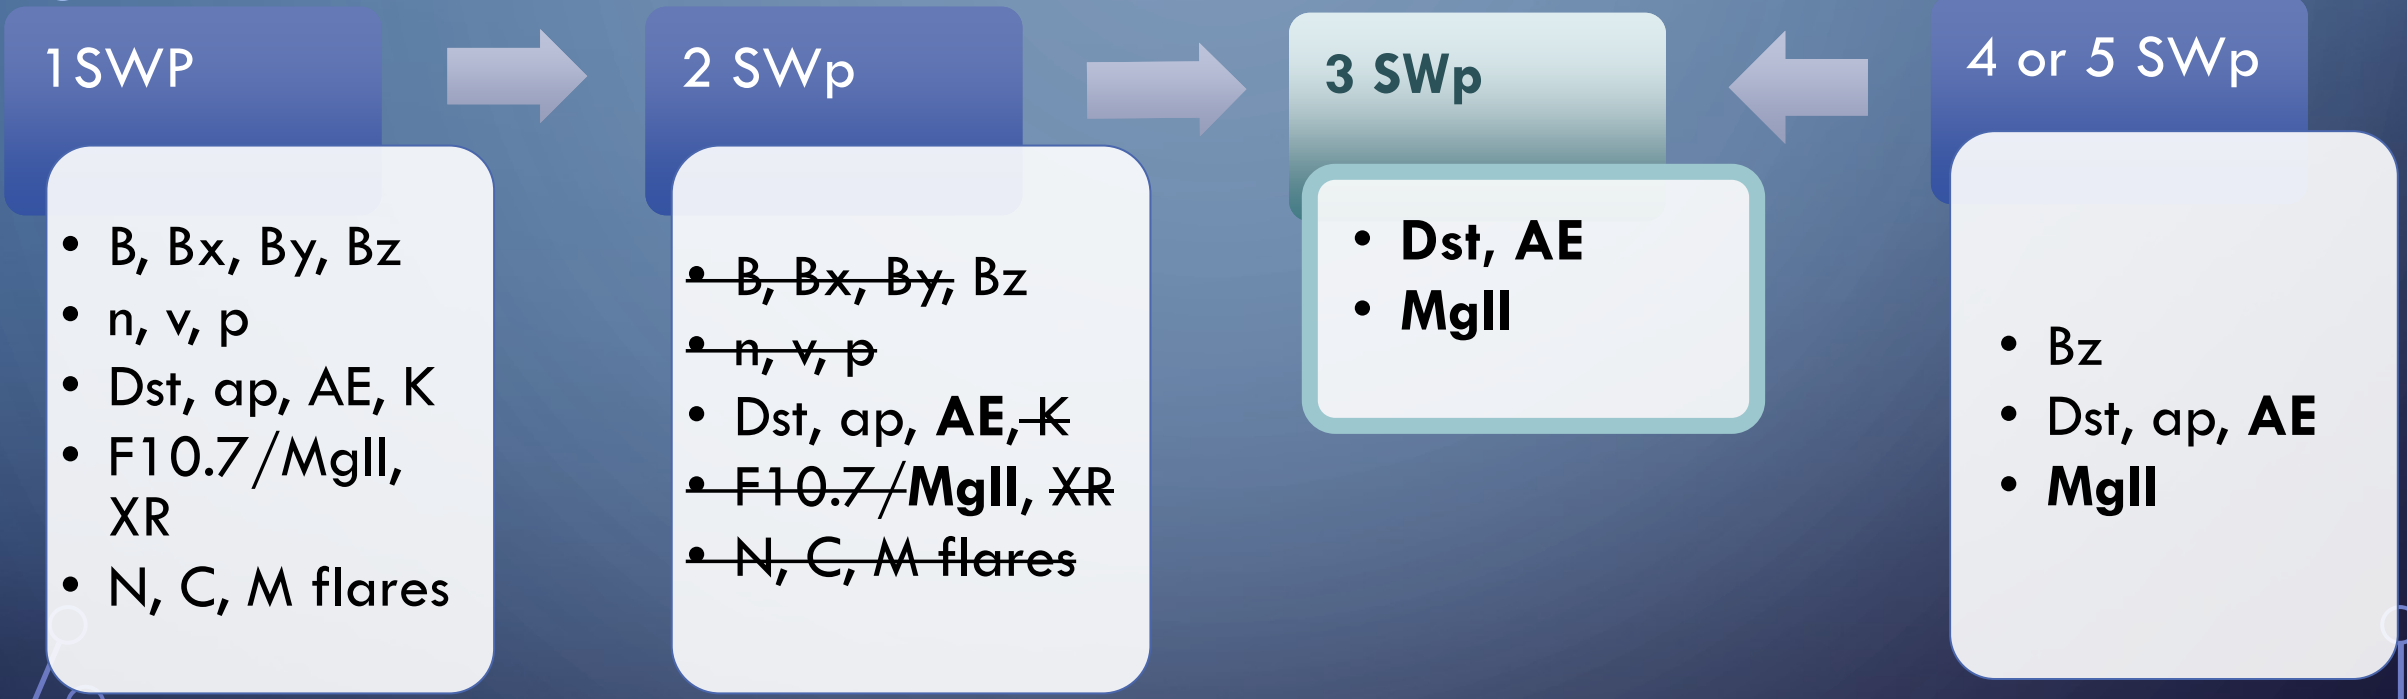 1SWP
• B, Bx, By, Bz
• n, v, p
• Dst, ap, AE, K
• F10.7/MgII,
XR
• N, C, M flares
2 SWp
• B, Bx, By, Bz
• n, v, p
• Dst, ap, AE, K
• F10.7/MgII, XR
• N, C, M flares
3 SWp
• Dst, AE
• MgII
4 or 5 SWp
• Bz
• Dst, ap, AE
• MgII